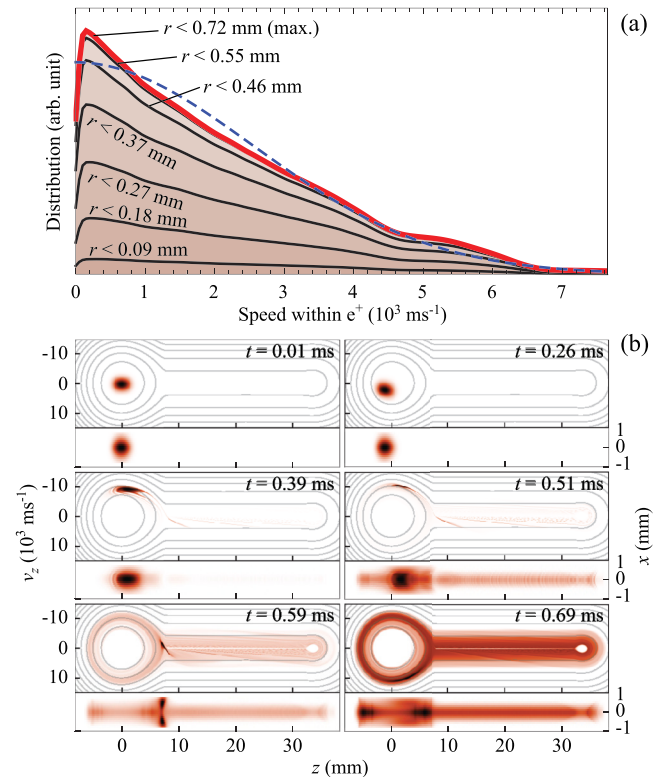 (a)
r < 0.72 mm (max.)
r < 0.55 mm
r < 0.46 mm
r < 0.37 mm
r < 0.27 mm
r < 0.18 mm
r < 0.09 mm
Distribution (arb. unit)
0 1 2 3 4 5 6 7
Speed within e⁺ (10³ ms⁻¹)
(b)
t = 0.01 ms t = 0.26 ms
-10
0
10
1
0
-1
t = 0.39 ms t = 0.51 ms
-10
0
10
1
0
-1
t = 0.59 ms t = 0.69 ms
-10
0
10
1
0
-1
v_z (10³ ms⁻¹)
x (mm)
0 10 20 30 0 10 20 30
z (mm)